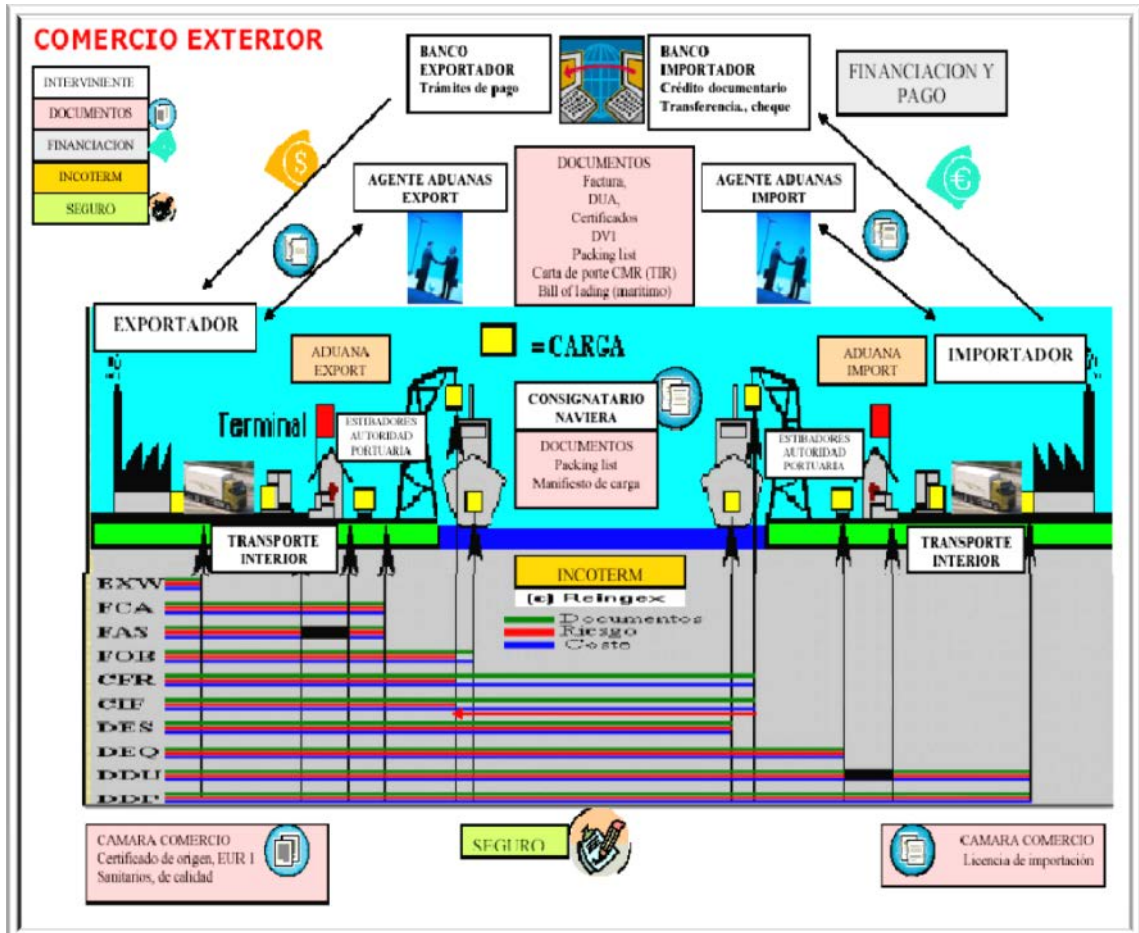 COMERCIO EXTERIOR
INTERVINIENTE
DOCUMENTOS
FINANCIACION
INCOTERM
SEGURO
BANCO
EXPORTADOR
Trámites de pago
BANCO
IMPORTADOR
Crédito documentario
Transferencia., cheque
FINANCIACION Y
PAGO
$
€
AGENTE ADUANAS
EXPORT
DOCUMENTOS
Factura,
DUA,
Certificados
DV1
Packing list
Carta de porte CMR (TIR)
Bill of lading (marítimo)
AGENTE ADUANAS
IMPORT
EXPORTADOR
ADUANA
EXPORT
=CARGA
ADUANA
IMPORT
IMPORTADOR
Terminal
ESTIBADORES
AUTORIDAD
PORTUARIA
CONSIGNATARIO
NAVIERA
DOCUMENTOS
Packing list
Manifiesto de carga
ESTIBADORES
AUTORIDAD
PORTUARIA
TRANSPORTE
INTERIOR
TRANSPORTE
INTERIOR
INCOTERM
(c) Reingex
Documentos
Riesgo
Coste
EXW
FCA
FAS
FOB
CFR
CIF
DES
DEQ
DDU
DDP
CAMARA COMERCIO
Certificado de origen, EUR 1
Sanitarios, de calidad
SEGURO
CAMARA COMERCIO
Licencia de importación